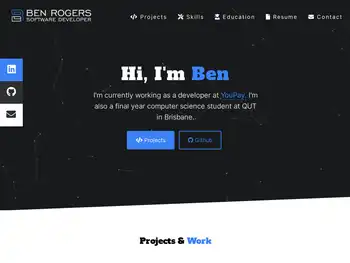 BEN ROGERS
SOFTWARE DEVELOPER
Projects
Skills
Education
Resume
Contact
Hi, I'm Ben
I'm currently working as a developer at YouPay. I'm
also a final year computer science student at QUT
in Brisbane.
Projects
Github
Projects & Work